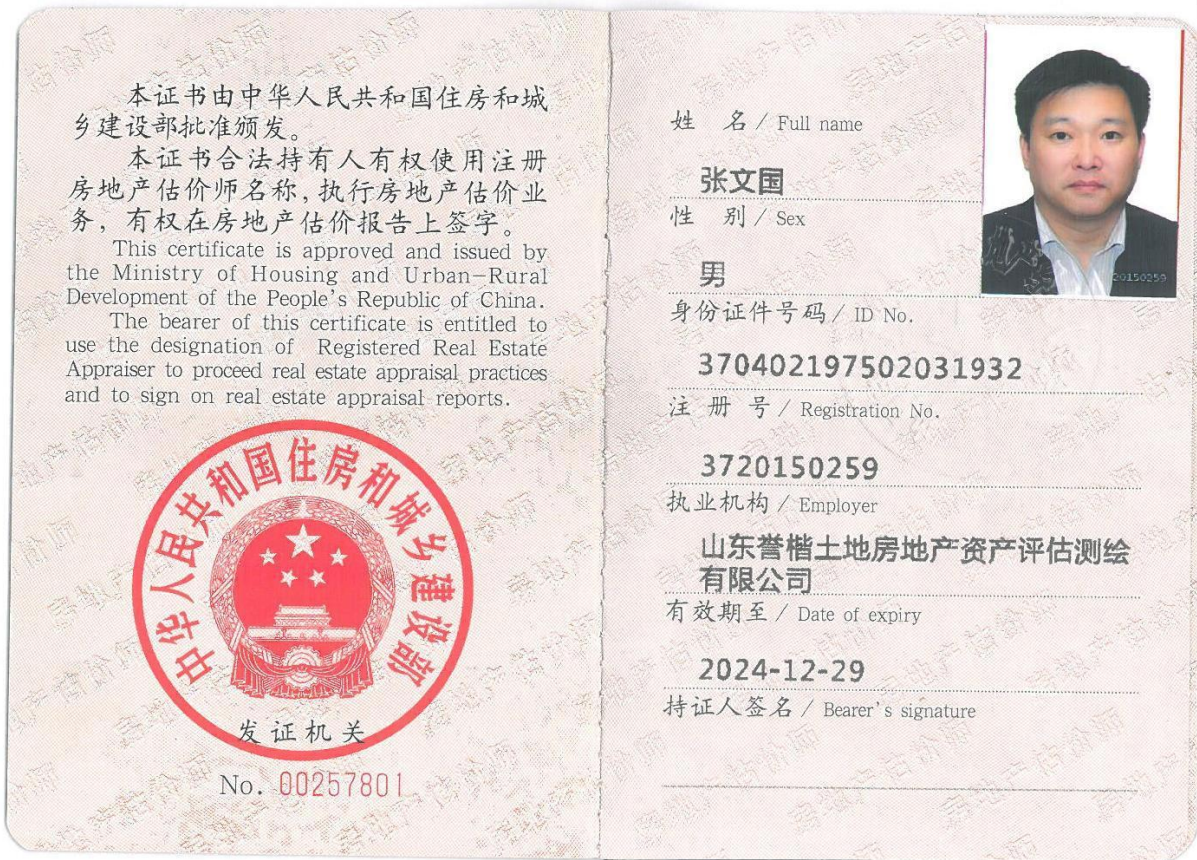 本证书由中华人民共和国住房和城
乡建设部批准颁发。
本证书合法持有人有权使用注册
房地产估价师名称,执行房地产估价业
务，有权在房地产估价报告上签字。
This certificate is approved and issued by
the Ministry of Housing and Urban-Rural
Development of the People's Republic of China.
The bearer of this certificate is entitled to
use the designation of Registered Real Estate
Appraiser to proceed real estate appraisal practices
and to sign on real estate appraisal reports.
中华人民共和国住房和城乡建设部
发证机关
No. 00257801
姓 名 / Full name
张文国
性 别 / Sex
男
身份证件号码 / ID No.
370402197502031932
注 册 号 / Registration No.
3720150259
执业机构 / Employer
山东誉楷土地房地产资产评估测绘
有限公司
有效期至 / Date of expiry
2024-12-29
持证人签名 / Bearer's signature
20150259
房地产估价师